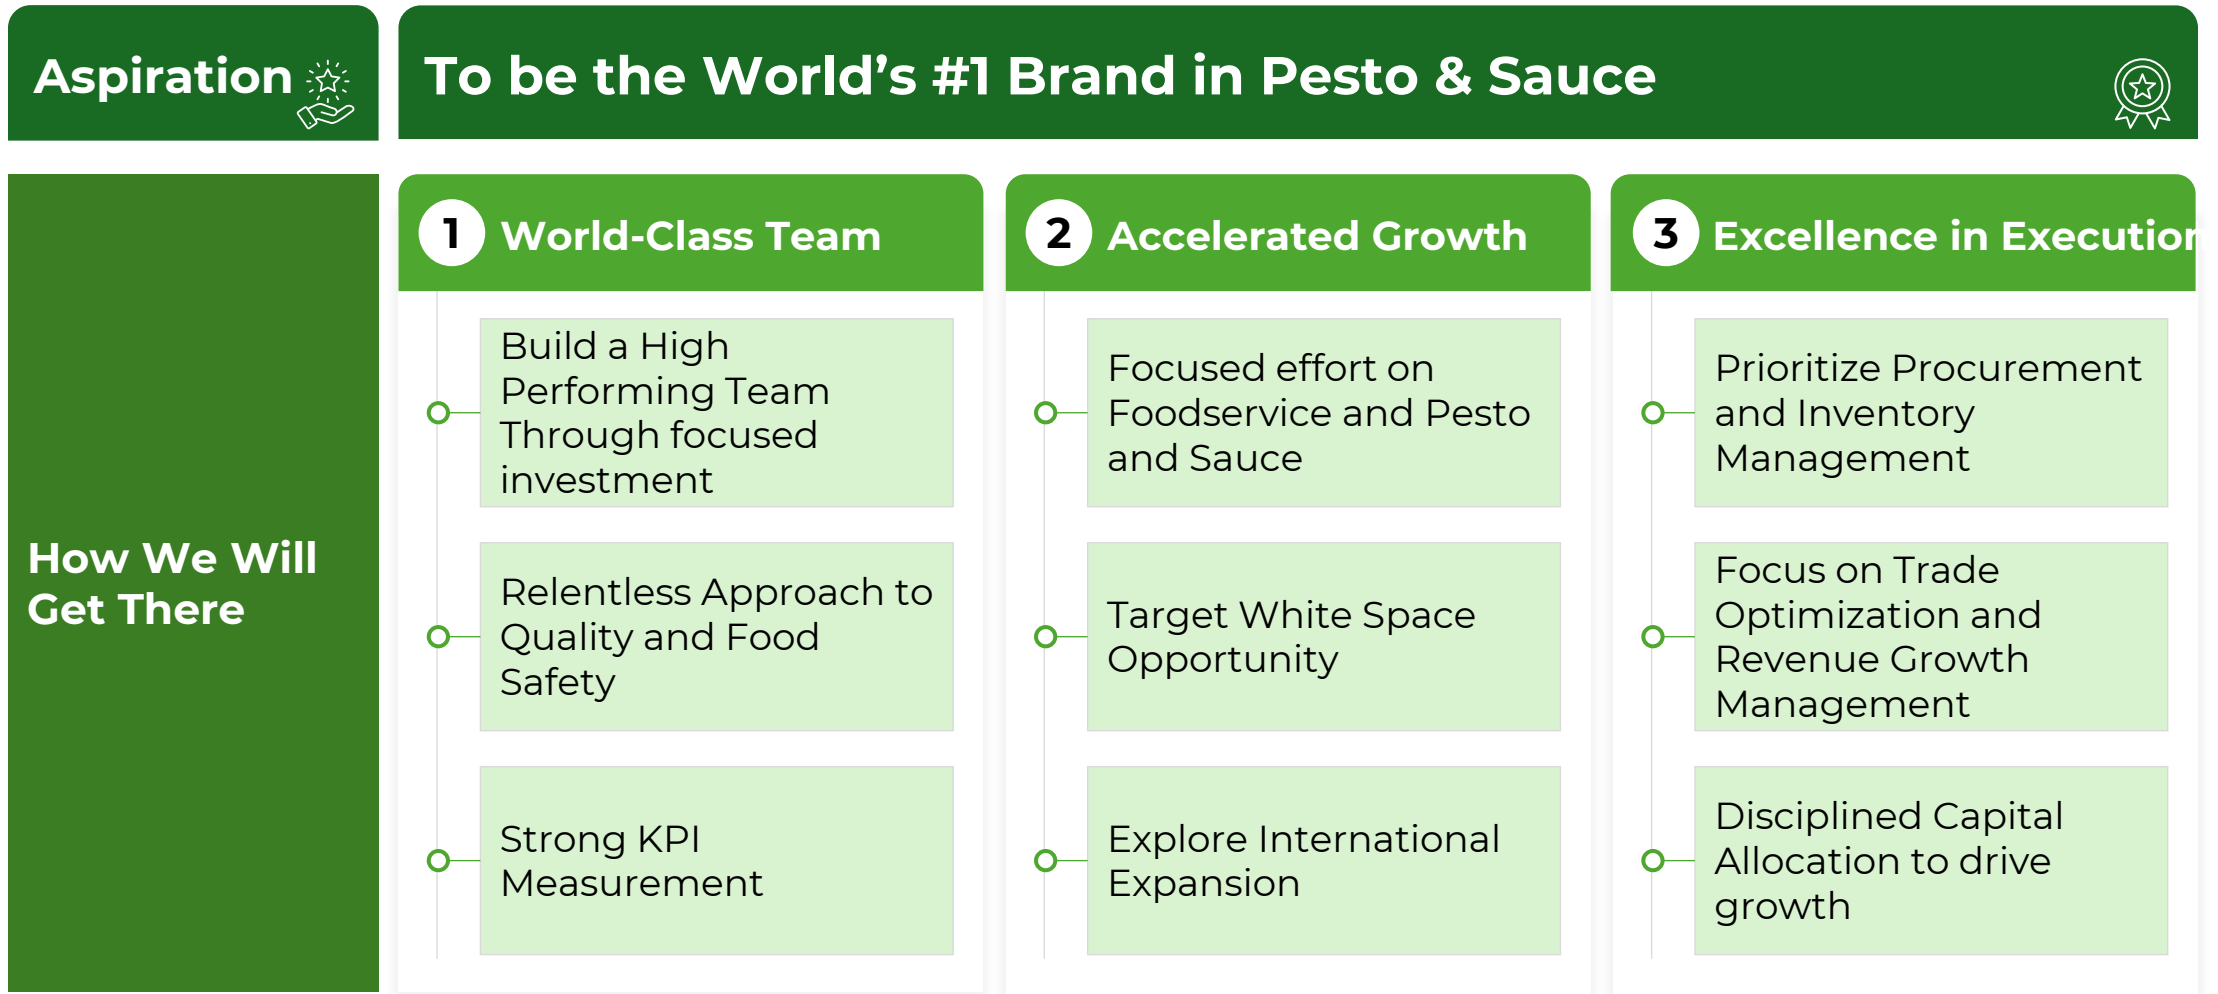 Aspiration
To be the World’s #1 Brand in Pesto & Sauce
How We Will
Get There
1 World-Class Team
Build a High
Performing Team
Through focused
investment
Relentless Approach to
Quality and Food
Safety
Strong KPI
Measurement
2 Accelerated Growth
Focused effort on
Foodservice and Pesto
and Sauce
Target White Space
Opportunity
Explore International
Expansion
3 Excellence in Execution
Prioritize Procurement
and Inventory
Management
Focus on Trade
Optimization and
Revenue Growth
Management
Disciplined Capital
Allocation to drive
growth